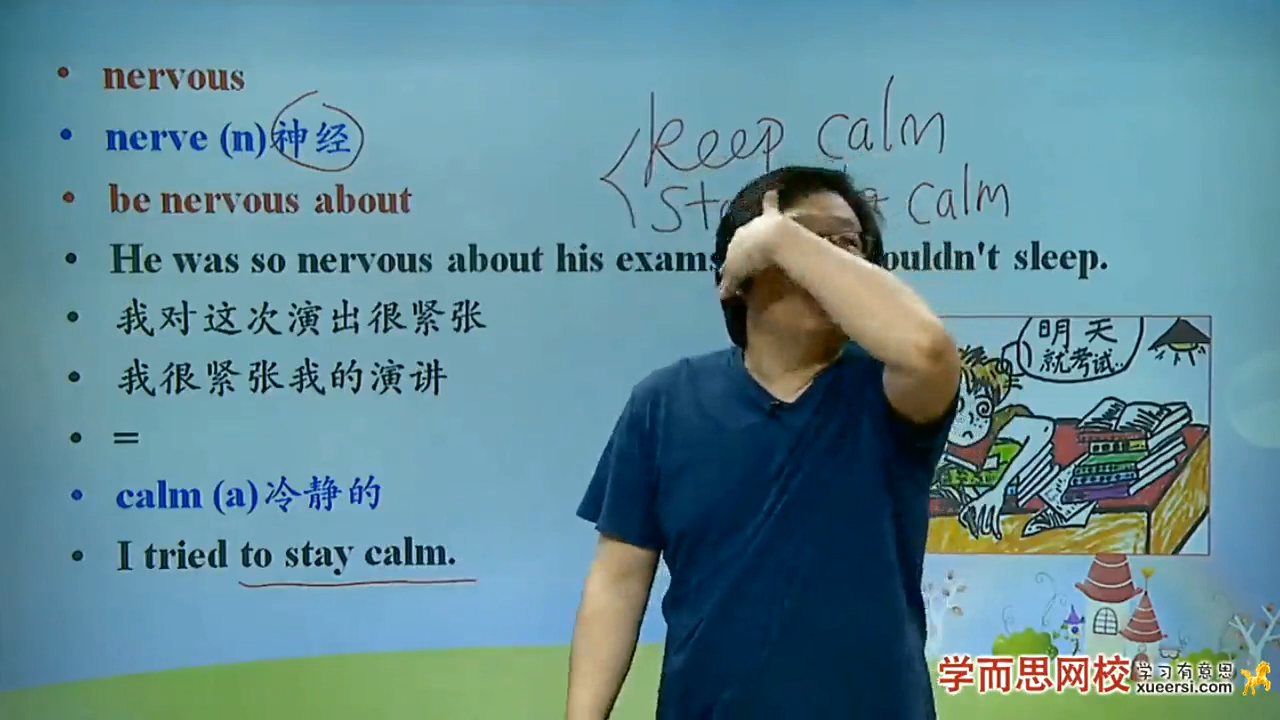 • nervous
• nerve (n)神经
• be nervous about
• He was so nervous about his exams ouldn't sleep.
• 我对这次演出很紧张
• 我很紧张我的演讲
• =
• calm (a)冷静的
• I tried to stay calm.
keep calm
calm
明天
就考试..
学而思网校
学习有意思
xueersi.com